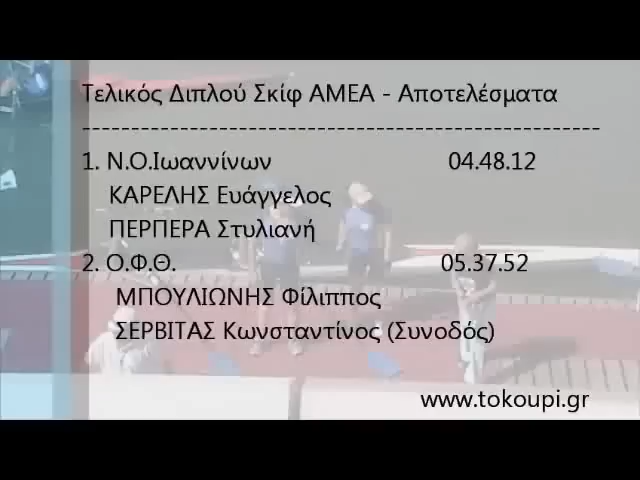 Τελικός Διπλού Σκίφ ΑΜΕΑ - Αποτελέσματα
-----------------------------------------------------
1. Ν.Ο.Ιωαννίνων 04.48.12
ΚΑΡΕΛΗΣ Ευάγγελος
ΠΕΡΠΕΡΑ Στυλιανή
2. Ο.Φ.Θ. 05.37.52
ΜΠΟΥΛΙΩΝΗΣ Φίλιππος
ΣΕΡΒΙΤΑΣ Κωνσταντίνος (Συνοδός)
www.tokoupi.gr